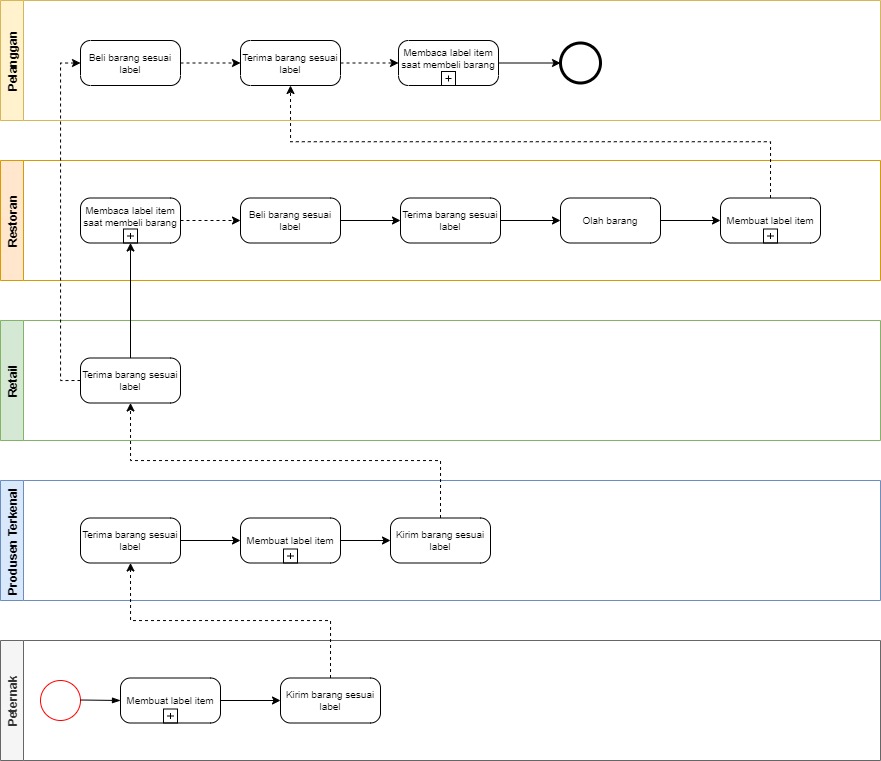 Pelanggan
Beli barang sesuai
label
Terima barang sesuai
label
Membaca label item
saat membeli barang
Restoran
Membaca label item
saat membeli barang
Beli barang sesuai
label
Terima barang sesuai
label
Olah barang
Membuat label item
Retail
Terima barang sesuai
label
Produsen Terkenal
Terima barang sesuai
label
Membuat label item
Kirim barang sesuai
label
Peternak
Membuat label item
Kirim barang sesuai
label